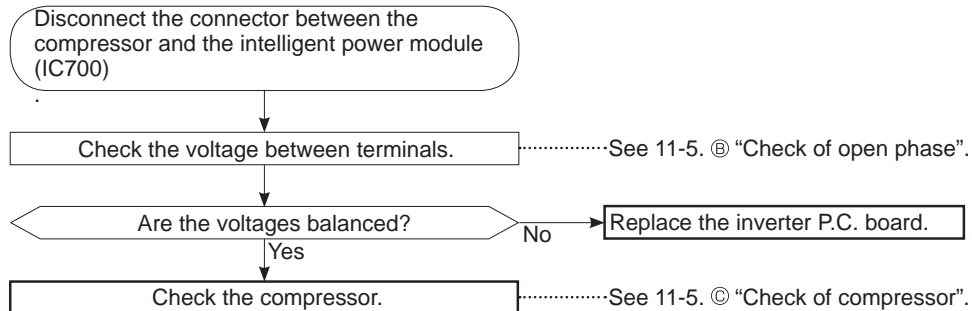 Disconnect the connector between the
compressor and the intelligent power module
(IC700)
.
Check the voltage between terminals.
See 11-5. Ⓑ “Check of open phase”.
Are the voltages balanced?
No
Replace the inverter P.C. board.
Yes
Check the compressor.
See 11-5. Ⓒ “Check of compressor”.